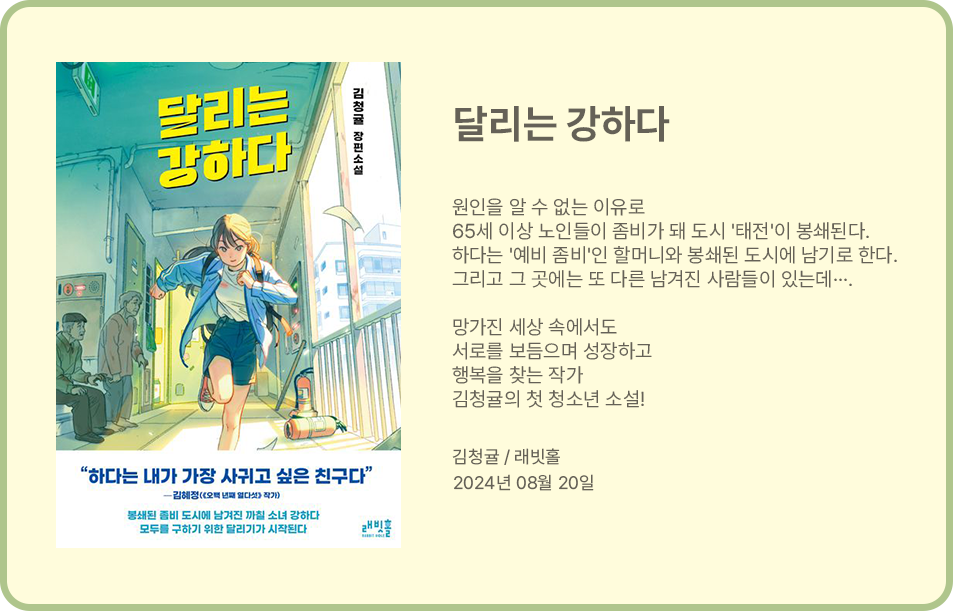 달리는
강하다
김청귤 장편소설
“하다는 내가 가장 사귀고 싶은 친구다”
—김혜정(《오백 년째 열다섯》 작가)
봉쇄된 좀비 도시에 남겨진 까칠 소녀 강하다
모두를 구하기 위한 달리기가 시작된다
래빗홀
RABBIT HOLE
달리는 강하다
원인을 알 수 없는 이유로
65세 이상 노인들이 좀비가 돼 도시 '태전'이 봉쇄된다.
하다는 '예비 좀비'인 할머니와 봉쇄된 도시에 남기로 한다.
그리고 그 곳에는 또 다른 남겨진 사람들이 있는데….
망가진 세상 속에서도
서로를 보듬으며 성장하고
행복을 찾는 작가
김청귤의 첫 청소년 소설!
김청귤 / 래빗홀
2024년 08월 20일